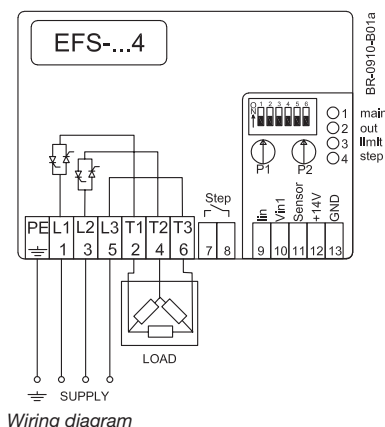 EFS-...4
BR-0910-B01a
O N
1 2 3 4 5 6
1 main
2 out
3 limit
4 step
P1 P2
PE L1 L2 L3 T1 T2 T3
1 3 5 2 4 6
Step
7 8
Iin Vin1 Sensor +14V GND
9 10 11 12 13
LOAD
SUPPLY
Wiring diagram